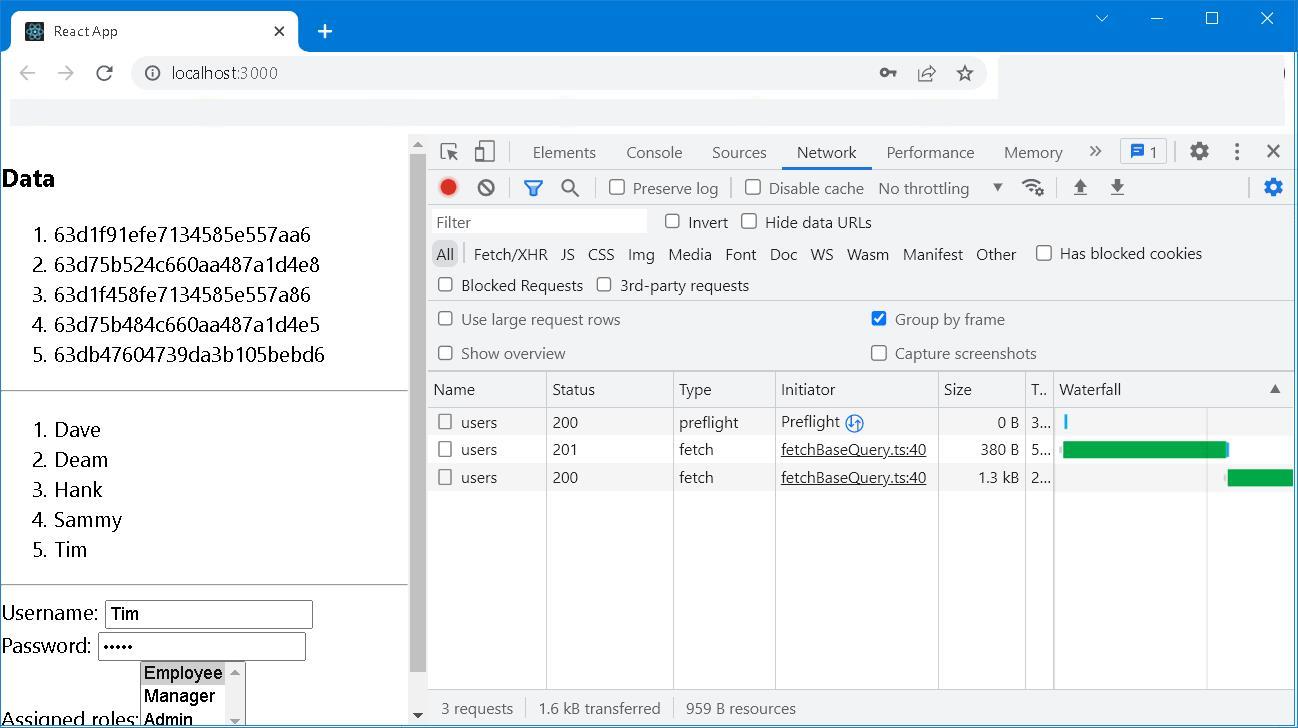 React App
localhost:3000
Data
1. 63d1f91efe7134585e557aa6
2. 63d75b524c660aa487a1d4e8
3. 63d1f458fe7134585e557a86
4. 63d75b484c660aa487a1d4e5
5. 63db47604739da3b105bebd6
1. Dave
2. Deam
3. Hank
4. Sammy
5. Tim
Username: Tim
Password: •••••
Assigned roles:
Employee
Manager
Admin
Elements Console Sources Network Performance Memory 1
Preserve log Disable cache No throttling
Filter Invert Hide data URLs
All Fetch/XHR JS CSS Img Media Font Doc WS Wasm Manifest Other Has blocked cookies
Blocked Requests 3rd-party requests
Use large request rows Group by frame
Show overview Capture screenshots
Name Status Type Initiator Size T.. Waterfall
users 200 preflight Preflight 0 B 3...
users 201 fetch fetchBaseQuery.ts:40 380 B 5...
users 200 fetch fetchBaseQuery.ts:40 1.3 kB 2...
3 requests 1.6 kB transferred 959 B resources